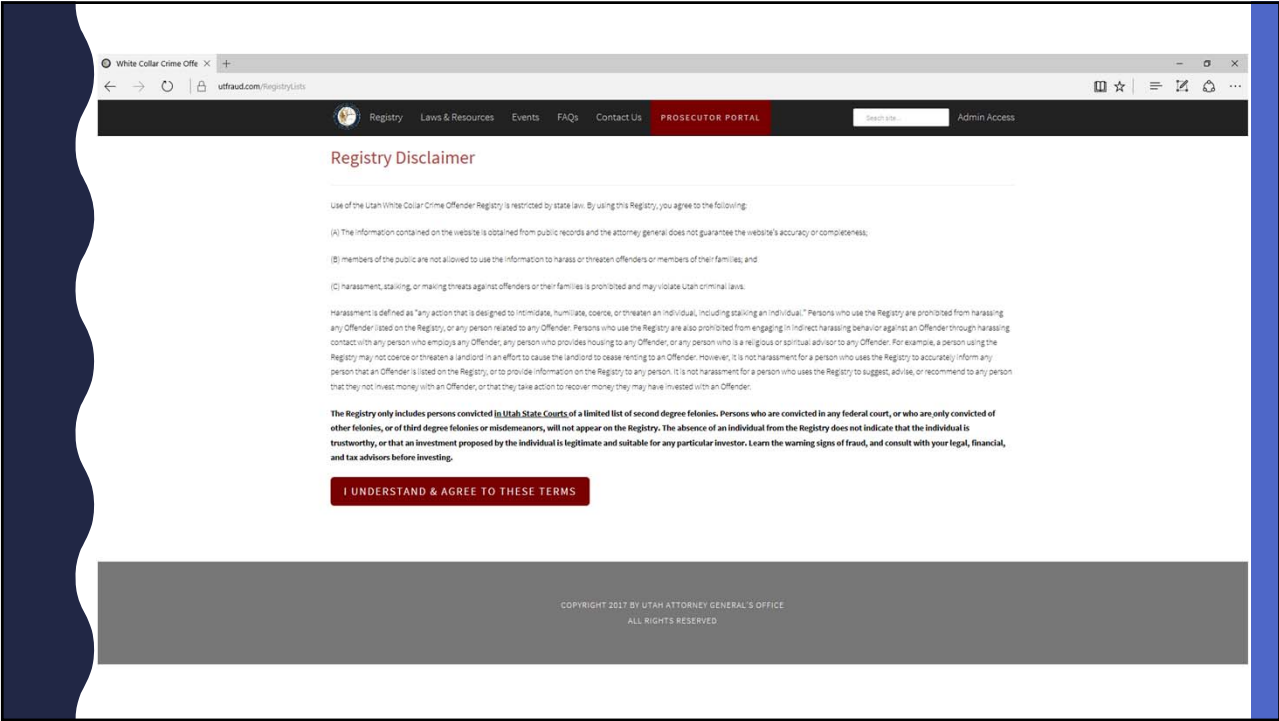 White Collar Crime Offe
utfraud.com/RegistryLists
Registry Laws & Resources Events FAQs Contact Us PROSECUTOR PORTAL Search site... Admin Access
Registry Disclaimer
Use of the Utah White Collar Crime Offender Registry is restricted by state law. By using this Registry, you agree to the following:
(A) The information contained on the website is obtained from public records and the attorney general does not guarantee the website's accuracy or completeness;
(B) members of the public are not allowed to use the information to harass or threaten offenders or members of their families; and
(C) harassment, stalking, or making threats against offenders or their families is prohibited and may violate Utah criminal laws.
Harassment is defined as "any action that is designed to intimidate, humiliate, coerce, or threaten an individual, including stalking an individual." Persons who use the Registry are prohibited from harassing
any Offender listed on the Registry, or any person related to any Offender. Persons who use the Registry are also prohibited from engaging in indirect harassing behavior against an Offender through harassing
contact with any person who employs any Offender, any person who provides housing to any Offender, or any person who is a religious or spiritual advisor to any Offender. For example, a person using the
Registry may not coerce or threaten a landlord in an effort to cause the landlord to cease renting to an Offender. However, it is not harassment for a person who uses the Registry to accurately inform any
person that an Offender is listed on the Registry, or to provide information on the Registry to any person. It is not harassment for a person who uses the Registry to suggest, advise, or recommend to any person
that they not invest money with an Offender, or that they take action to recover money they may have invested with an Offender.
The Registry only includes persons convicted in Utah State Courts of a limited list of second degree felonies. Persons who are convicted in any federal court, or who are only convicted of
other felonies, or of third degree felonies or misdemeanors, will not appear on the Registry. The absence of an individual from the Registry does not indicate that the individual is
trustworthy, or that an investment proposed by the individual is legitimate and suitable for any particular investor. Learn the warning signs of fraud, and consult with your legal, financial,
and tax advisors before investing.
I UNDERSTAND & AGREE TO THESE TERMS
COPYRIGHT 2017 BY UTAH ATTORNEY GENERAL'S OFFICE
ALL RIGHTS RESERVED